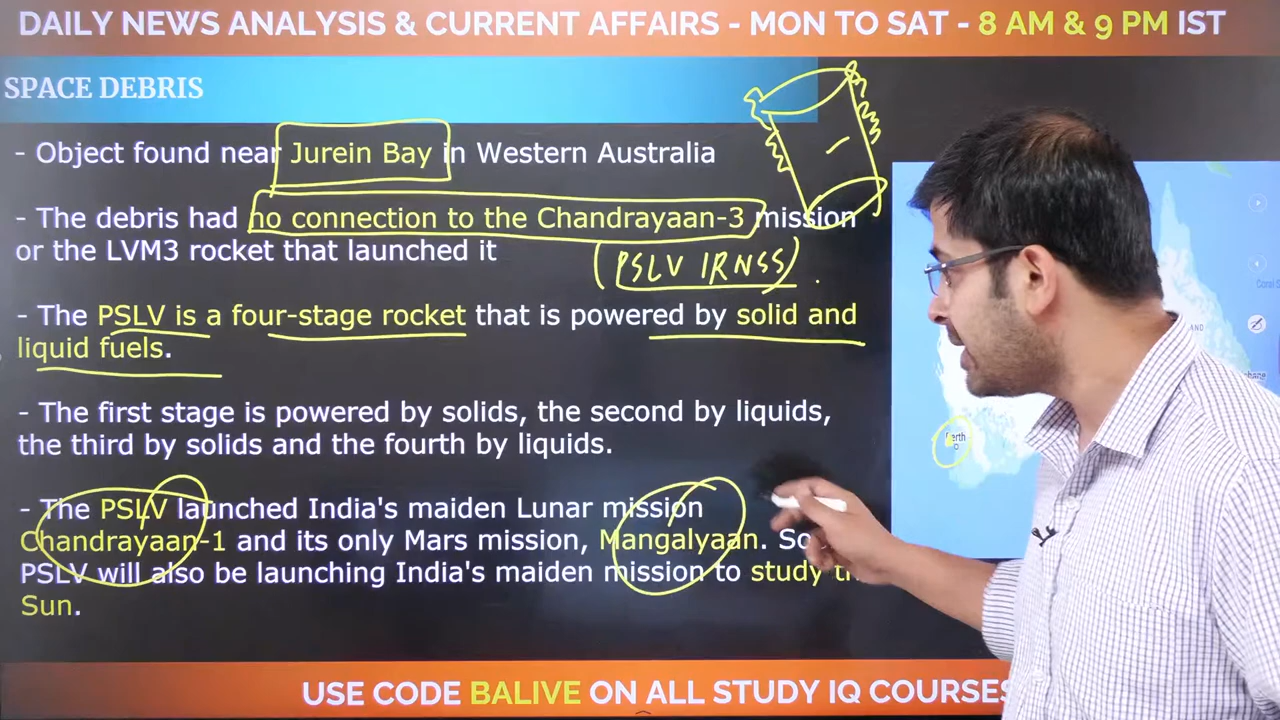 DAILY NEWS ANALYSIS & CURRENT AFFAIRS - MON TO SAT - 8 AM & 9 PM IST
SPACE DEBRIS
- Object found near Jurein Bay in Western Australia
- The debris had no connection to the Chandrayaan-3 mission
or the LVM3 rocket that launched it
(PSLV IRNSS)
- The PSLV is a four-stage rocket that is powered by solid and
liquid fuels.
- The first stage is powered by solids, the second by liquids,
the third by solids and the fourth by liquids.
- The PSLV launched India's maiden Lunar mission
Chandrayaan-1 and its only Mars mission, Mangalyaan. So
PSLV will also be launching India's maiden mission to study
Sun.
Perth
USE CODE BALIVE ON ALL STUDY IQ COURSES